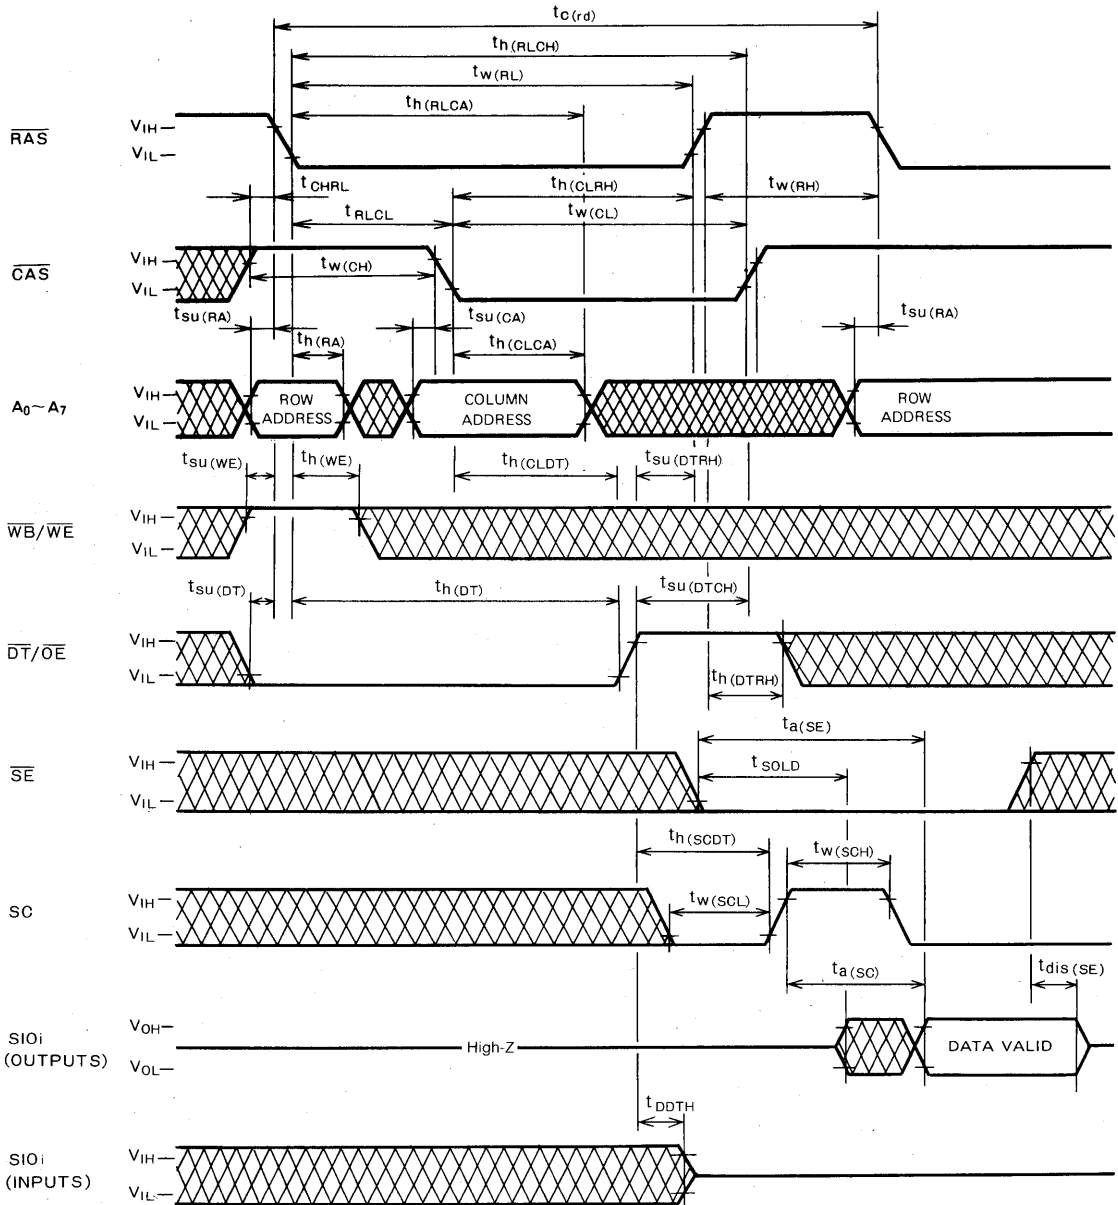 tc(rd)
th(RLCH)
tw(RL)
th(RLCA)
RAS
VIH
VIL
tCHRL
th(CLRH)
tw(RH)
tRLCL
tw(CL)
CAS
VIH
VIL
tw(CH)
tsu(RA)
tsu(CA)
tsu(RA)
th(RA)
th(CLCA)
A0~A7
VIH
VIL
ROW
ADDRESS
COLUMN
ADDRESS
ROW
ADDRESS
tsu(WE)
th(WE)
th(CLDT)
tsu(DTRH)
WB/WE
VIH
VIL
tsu(DT)
th(DT)
tsu(DTCH)
DT/OE
VIH
VIL
th(DTRH)
ta(SE)
SE
VIH
VIL
tSOLD
th(SCDT)
tw(SCH)
SC
VIH
VIL
tw(SCL)
ta(SC)
tdis(SE)
SIOi
(OUTPUTS)
VOH
VOL
High-Z
DATA VALID
tDDTH
SIOi
(INPUTS)
VIH
VIL